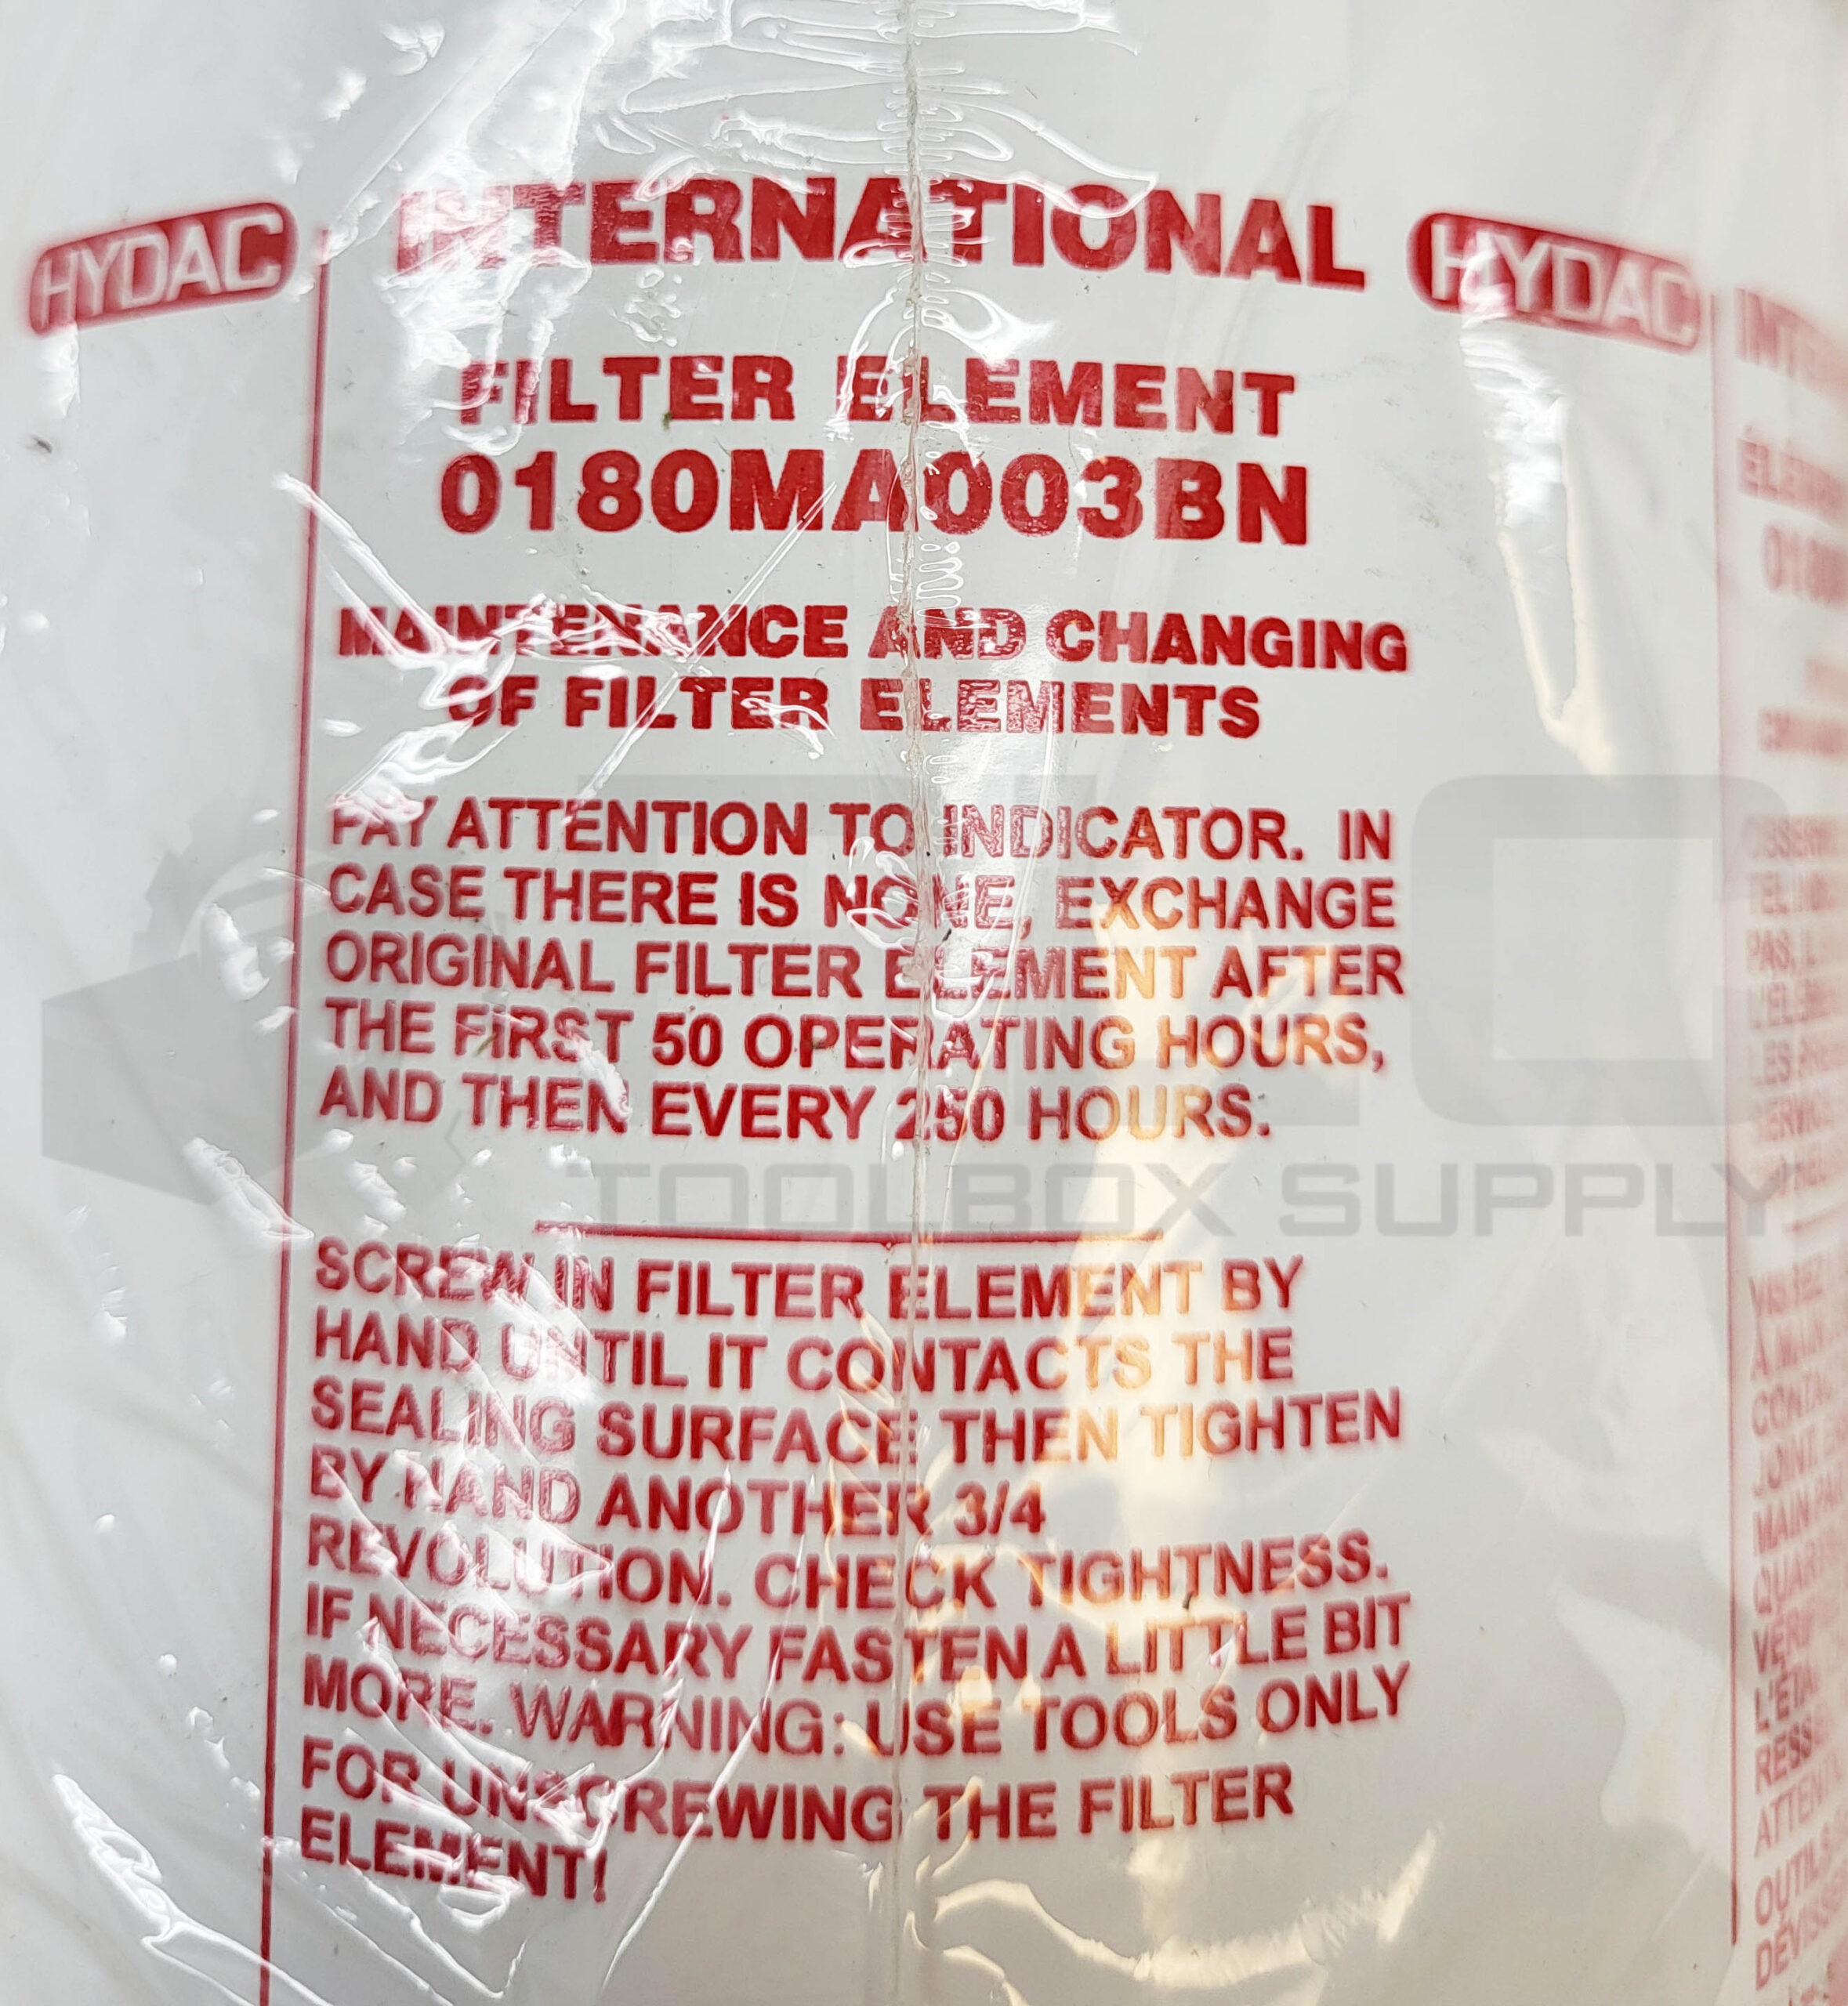 HYDAC INTERNATIONAL HYDAC
FILTER ELEMENT
0180MA003BN
MAINTENANCE AND CHANGING
OF FILTER ELEMENTS
PAY ATTENTION TO INDICATOR. IN
CASE THERE IS NONE, EXCHANGE
ORIGINAL FILTER ELEMENT AFTER
THE FIRST 50 OPERATING HOURS,
AND THEN EVERY 250 HOURS.
TOOLBOX SUPPLY
SCREW IN FILTER ELEMENT BY
HAND UNTIL IT CONTACTS THE
SEALING SURFACE THEN TIGHTEN
BY HAND ANOTHER 3/4
REVOLUTION. CHECK TIGHTNESS.
IF NECESSARY FASTEN A LITTLE BIT
MORE. WARNING: USE TOOLS ONLY
FOR UNSCREWING THE FILTER
ELEMENT!